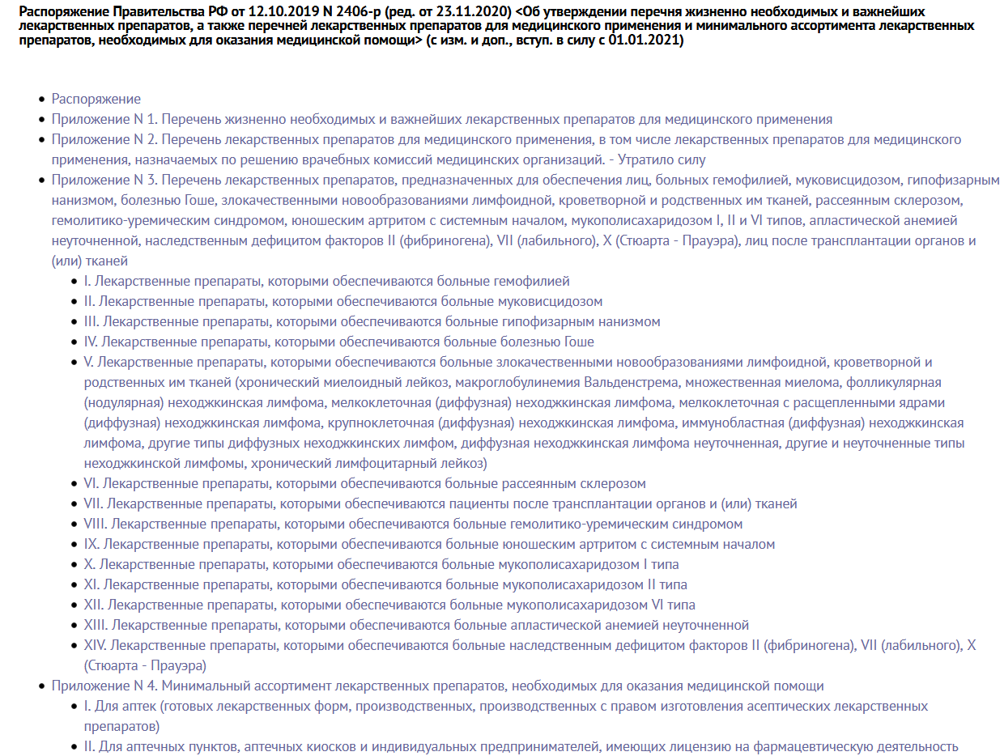 Распоряжение Правительства РФ от 12.10.2019 N 2406-р (ред. от 23.11.2020) <Об утверждении перечня жизненно необходимых и важнейших
лекарственных препаратов, а также перечней лекарственных препаратов для медицинского применения и минимального ассортимента лекарственных
препаратов, необходимых для оказания медицинской помощи> (с изм. и доп., вступ. в силу с 01.01.2021)
• Распоряжение
• Приложение N 1. Перечень жизненно необходимых и важнейших лекарственных препаратов для медицинского применения
• Приложение N 2. Перечень лекарственных препаратов для медицинского применения, в том числе лекарственных препаратов для медицинского
применения, назначаемых по решению врачебных комиссий медицинских организаций. - Утратило силу
• Приложение N 3. Перечень лекарственных препаратов, предназначенных для обеспечения лиц, больных гемофилией, муковисцидозом, гипофизарным
нанизмом, болезнью Гоше, злокачественными новообразованиями лимфоидной, кроветворной и родственных им тканей, рассеянным склерозом,
гемолитико-уремическим синдромом, юношеским артритом с системным началом, мукополисахаридозом I, II и VI типов, апластической анемией
неуточненной, наследственным дефицитом факторов II (фибриногена), VII (лабильного), X (Стюарта - Прауэра), лиц после трансплантации органов и
(или) тканей
• I. Лекарственные препараты, которыми обеспечиваются больные гемофилией
• II. Лекарственные препараты, которыми обеспечиваются больные муковисцидозом
• III. Лекарственные препараты, которыми обеспечиваются больные гипофизарным нанизмом
• IV. Лекарственные препараты, которыми обеспечиваются больные болезнью Гоше
• V. Лекарственные препараты, которыми обеспечиваются больные злокачественными новообразованиями лимфоидной, кроветворной и
родственных им тканей (хронический миелоидный лейкоз, макроглобулинемия Вальденстрема, множественная миелома, фолликулярная
(нодулярная) неходжкинская лимфома, мелкоклеточная (диффузная) неходжкинская лимфома, мелкоклеточная с расщепленными ядрами
(диффузная) неходжкинская лимфома, крупноклеточная (диффузная) неходжкинская лимфома, иммунобластная (диффузная) неходжкинская
лимфома, другие типы диффузных неходжкинских лимфом, диффузная неходжкинская лимфома неуточненная, другие и неуточненные типы
неходжкинской лимфомы, хронический лимфоцитарный лейкоз)
• VI. Лекарственные препараты, которыми обеспечиваются больные рассеянным склерозом
• VII. Лекарственные препараты, которыми обеспечиваются пациенты после трансплантации органов и (или) тканей
• VIII. Лекарственные препараты, которыми обеспечиваются больные гемолитико-уремическим синдромом
• IX. Лекарственные препараты, которыми обеспечиваются больные юношеским артритом с системным началом
• X. Лекарственные препараты, которыми обеспечиваются больные мукополисахаридозом I типа
• XI. Лекарственные препараты, которыми обеспечиваются больные мукополисахаридозом II типа
• XII. Лекарственные препараты, которыми обеспечиваются больные мукополисахаридозом VI типа
• XIII. Лекарственные препараты, которыми обеспечиваются больные апластической анемией неуточненной
• XIV. Лекарственные препараты, которыми обеспечиваются больные наследственным дефицитом факторов II (фибриногена), VII (лабильного), X
(Стюарта - Прауэра)
• Приложение N 4. Минимальный ассортимент лекарственных препаратов, необходимых для оказания медицинской помощи
• I. Для аптек (готовых лекарственных форм, производственных, производственных с правом изготовления асептических лекарственных
препаратов)
• II. Для аптечных пунктов, аптечных киосков и индивидуальных предпринимателей, имеющих лицензию на фармацевтическую деятельность